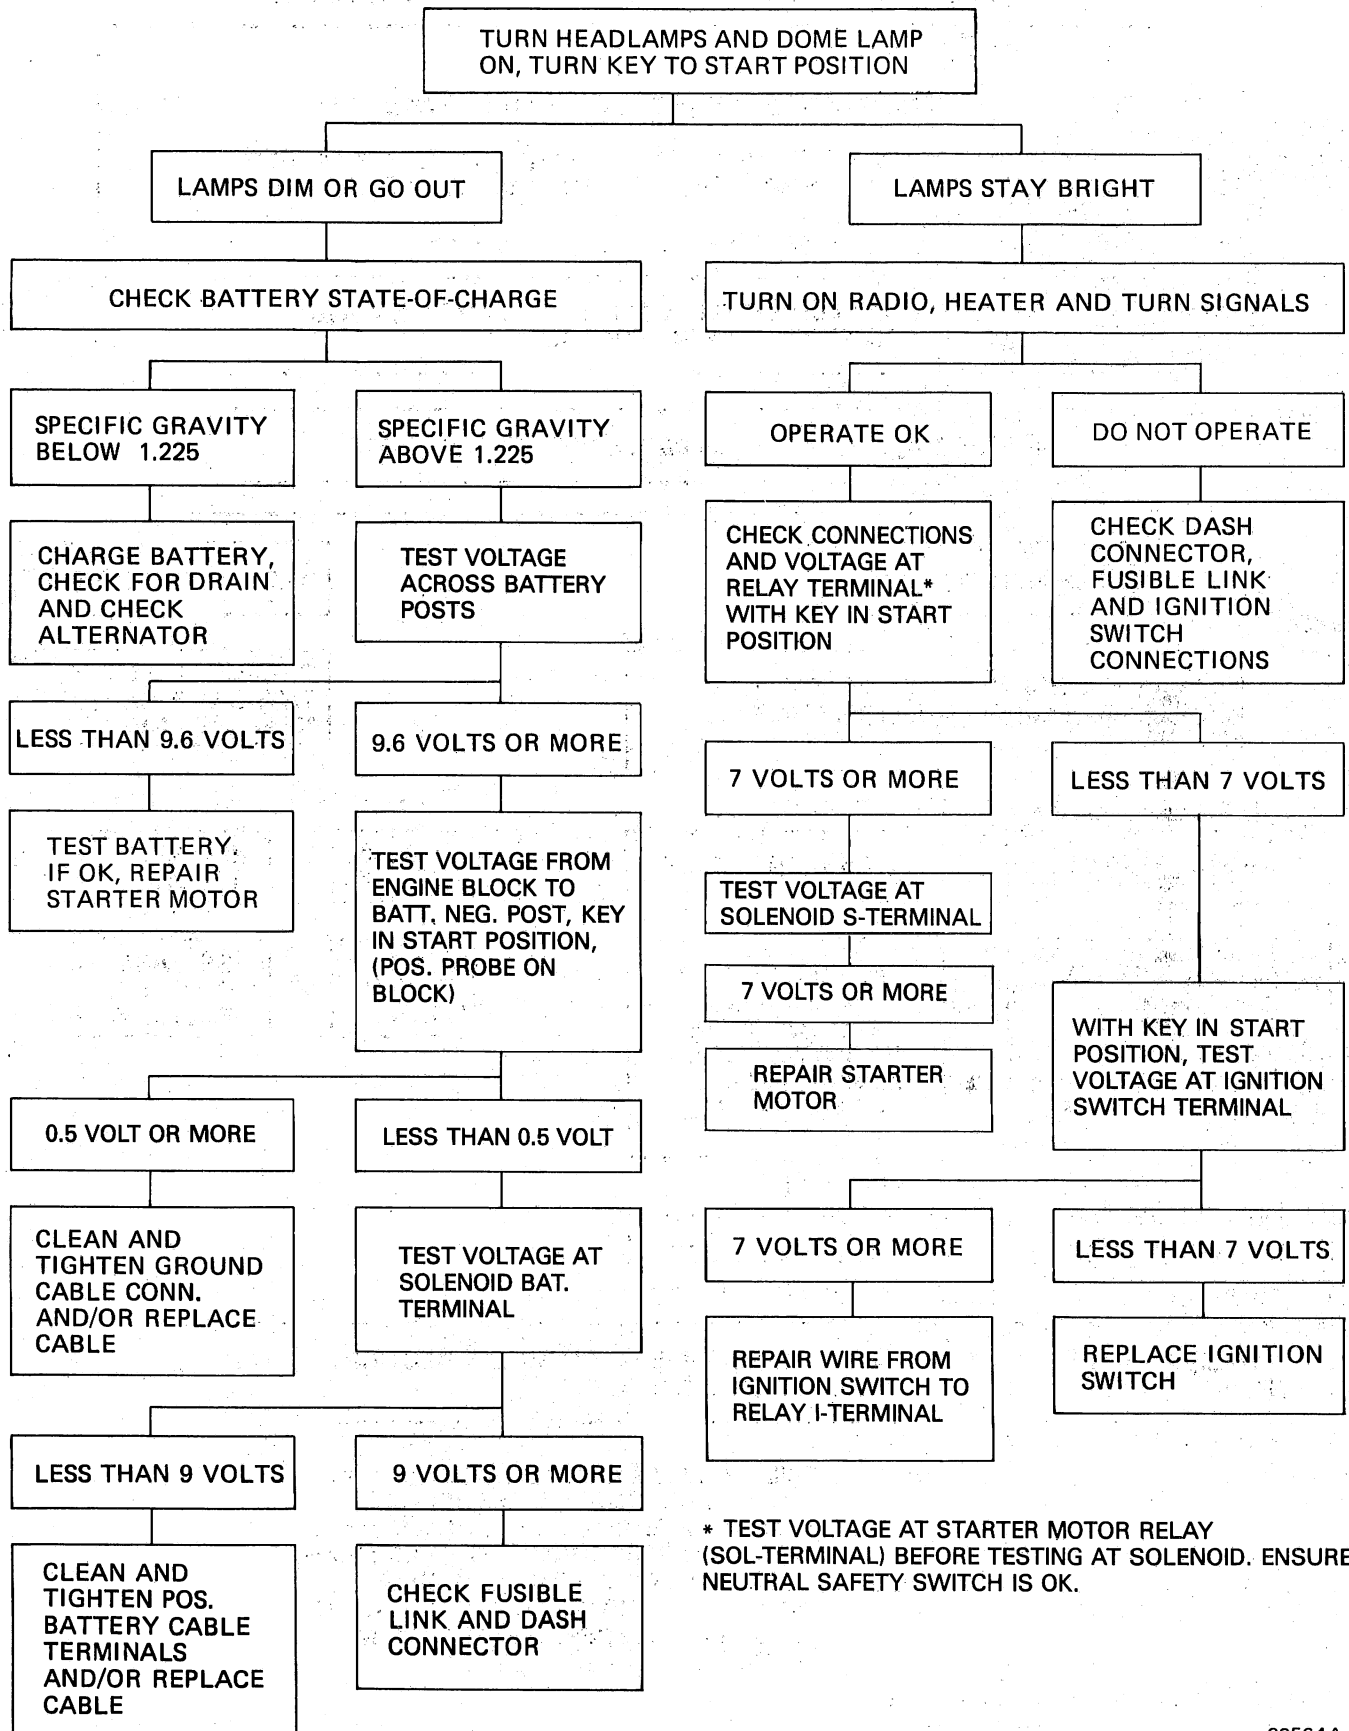 TURN HEADLAMPS AND DOME LAMP
ON, TURN KEY TO START POSITION
LAMPS DIM OR GO OUT
LAMPS STAY BRIGHT
CHECK BATTERY STATE-OF-CHARGE
TURN ON RADIO, HEATER AND TURN SIGNALS
SPECIFIC GRAVITY
BELOW 1.225
SPECIFIC GRAVITY
ABOVE 1.225
OPERATE OK
DO NOT OPERATE
CHARGE BATTERY,
CHECK FOR DRAIN
AND CHECK
ALTERNATOR
TEST VOLTAGE
ACROSS BATTERY
POSTS
CHECK CONNECTIONS
AND VOLTAGE AT
RELAY TERMINAL*
WITH KEY IN START
POSITION
CHECK DASH
CONNECTOR,
FUSIBLE LINK
AND IGNITION
SWITCH
CONNECTIONS
LESS THAN 9.6 VOLTS
9.6 VOLTS OR MORE
7 VOLTS OR MORE
LESS THAN 7 VOLTS
TEST BATTERY.
IF OK, REPAIR
STARTER MOTOR
TEST VOLTAGE FROM
ENGINE BLOCK TO
BATT. NEG. POST, KEY
IN START POSITION,
(POS. PROBE ON
BLOCK)
TEST VOLTAGE AT
SOLENOID S-TERMINAL
7 VOLTS OR MORE
REPAIR STARTER
MOTOR
WITH KEY IN START
POSITION, TEST
VOLTAGE AT IGNITION
SWITCH TERMINAL
0.5 VOLT OR MORE
LESS THAN 0.5 VOLT
CLEAN AND
TIGHTEN GROUND
CABLE CONN.
AND/OR REPLACE
CABLE
TEST VOLTAGE AT
SOLENOID BAT.
TERMINAL
7 VOLTS OR MORE
LESS THAN 7 VOLTS
REPAIR WIRE FROM
IGNITION SWITCH TO
RELAY I-TERMINAL
REPLACE IGNITION
SWITCH
LESS THAN 9 VOLTS
9 VOLTS OR MORE
CLEAN AND
TIGHTEN POS.
BATTERY CABLE
TERMINALS
AND/OR REPLACE
CABLE
CHECK FUSIBLE
LINK AND DASH
CONNECTOR
* TEST VOLTAGE AT STARTER MOTOR RELAY
(SOL-TERMINAL) BEFORE TESTING AT SOLENOID. ENSURE
NEUTRAL SAFETY SWITCH IS OK.